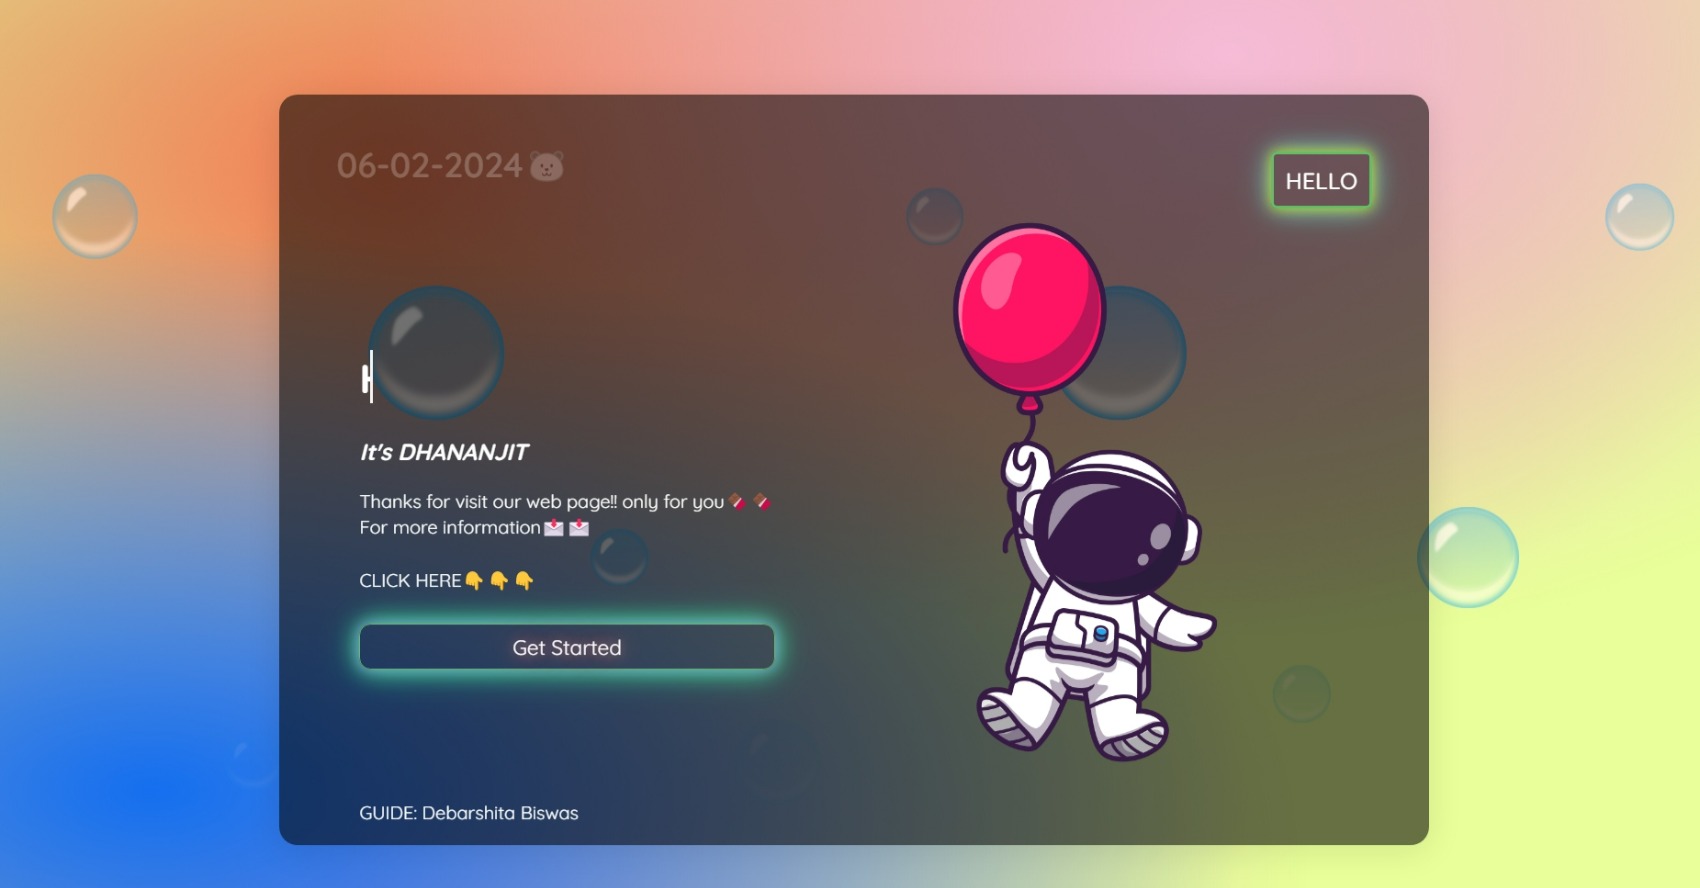 06-02-2024🐻‍❄️
HELLO
It's DHANANJIT
Thanks for visit our web page!! only for you🍫🍫
For more information📩📩
CLICK HERE👇👇👇
Get Started
GUIDE: Debarshita Biswas